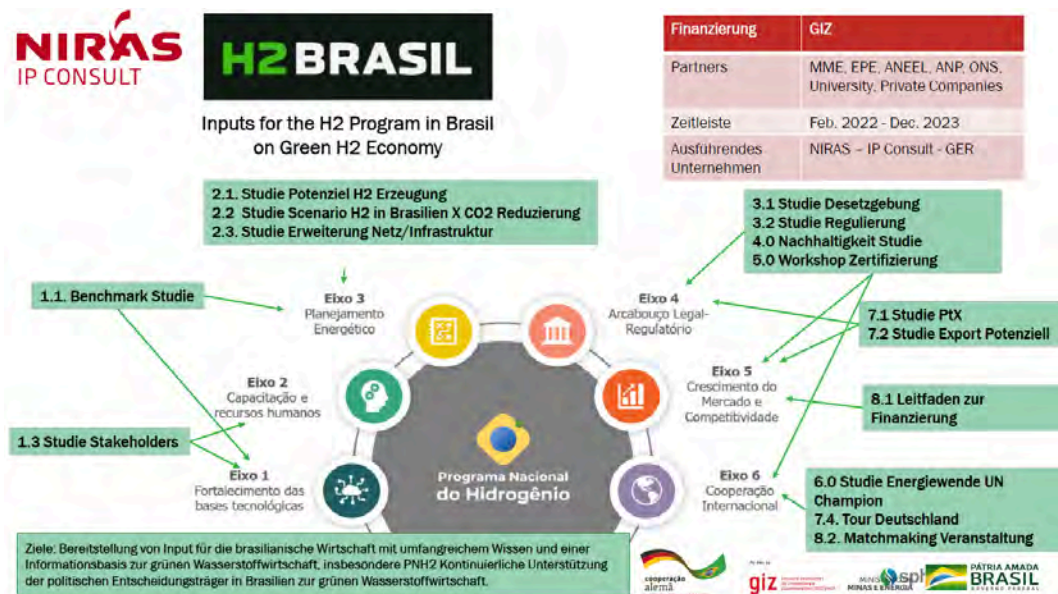 NIRAS
IP CONSULT
H2 BRASIL
Inputs for the H2 Program in Brasil
on Green H2 Economy
Finanzierung GIZ
Partners MME, EPE, ANEEL, ANP, ONS,
University, Private Companies
Zeitleiste Feb. 2022 - Dec. 2023
Ausführendes NIRAS – IP Consult - GER
Unternehmen
2.1. Studie Potenziel H2 Erzeugung
2.2 Studie Scenario H2 in Brasilien X CO2 Reduzierung
2.3. Studie Erweiterung Netz/Infrastruktur
3.1 Studie Desetzgebung
3.2 Studie Regulierung
4.0 Nachhaltigkeit Studie
5.0 Workshop Zertifizierung
1.1. Benchmark Studie
Eixo 3
Planejamento
Energético
Eixo 4
Arcabouço Legal-
Regulatório
7.1 Studie PtX
7.2 Studie Export Potenziell
Eixo 2
Capacitação e
recursos humanos
Eixo 5
Crescimento do
Mercado e
Competitividade
8.1 Leitfaden zur
Finanzierung
1.3 Studie Stakeholders
Eixo 1
Fortalecimento das
bases tecnológicas
Programa Nacional
do Hidrogênio
Eixo 6
Cooperação
Internacional
6.0 Studie Energiewende UN
Champion
7.4. Tour Deutschland
8.2. Matchmaking Veranstaltung
Ziele: Bereitstellung von Input für die brasilianische Wirtschaft mit umfangreichem Wissen und einer
Informationsbasis zur grünen Wasserstoffwirtschaft, insbesondere PNH2 Kontinuierliche Unterstützung
der politischen Entscheidungsträger in Brasilien zur grünen Wasserstoffwirtschaft.
cooperação
alemã
giz
MINAS E ENERGIA
PÁTRIA AMADA
BRASIL
GOVERNO FEDERAL